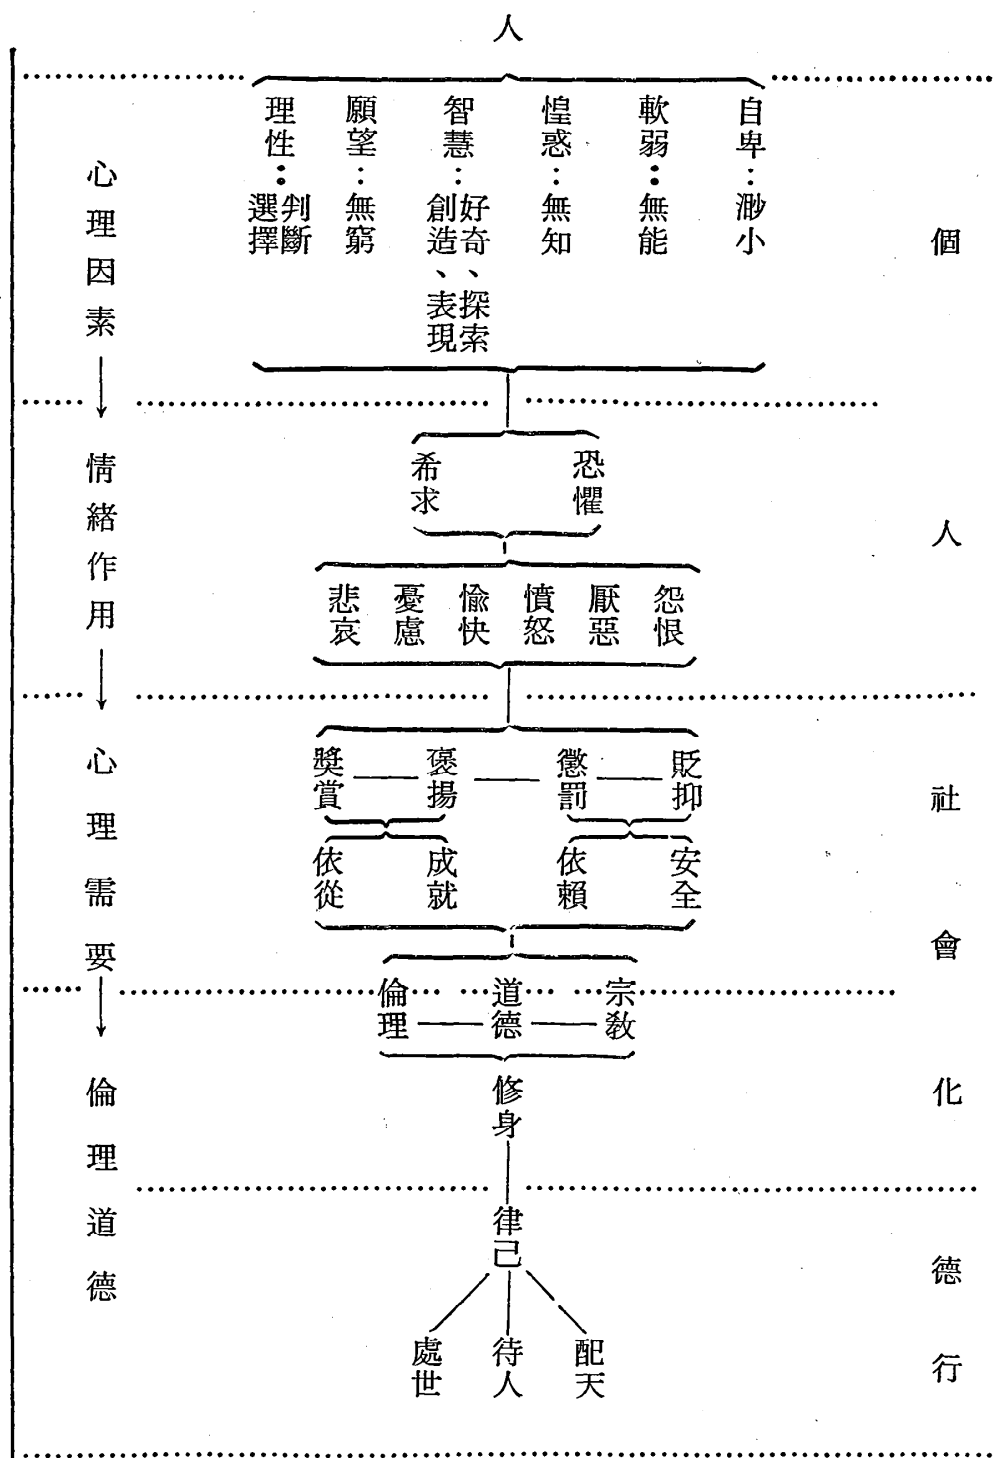 人
個人
社會化
德行
自卑：渺小
軟弱：無能
惶惑：無知
智慧：好奇、探索
創造、表現
願望：無窮
理性：判斷
選擇
恐懼
希求
怨恨
厭惡
憤怒
愉快
憂慮
悲哀
貶抑
懲罰
褒揚
獎賞
安全
依賴
成就
依從
宗教
道德
倫理
修身
律己
配天
待人
處世
心理因素
情緒作用
心理需要
倫理道德